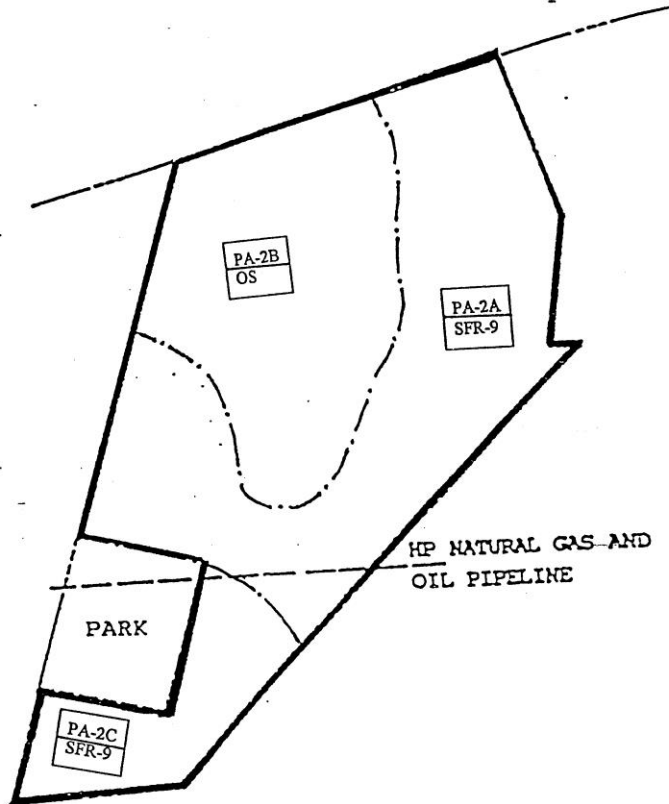 PA-2B
OS
PA-2A
SFR-9
HP NATURAL GAS AND
OIL PIPELINE
PARK
PA-2C
SFR-9